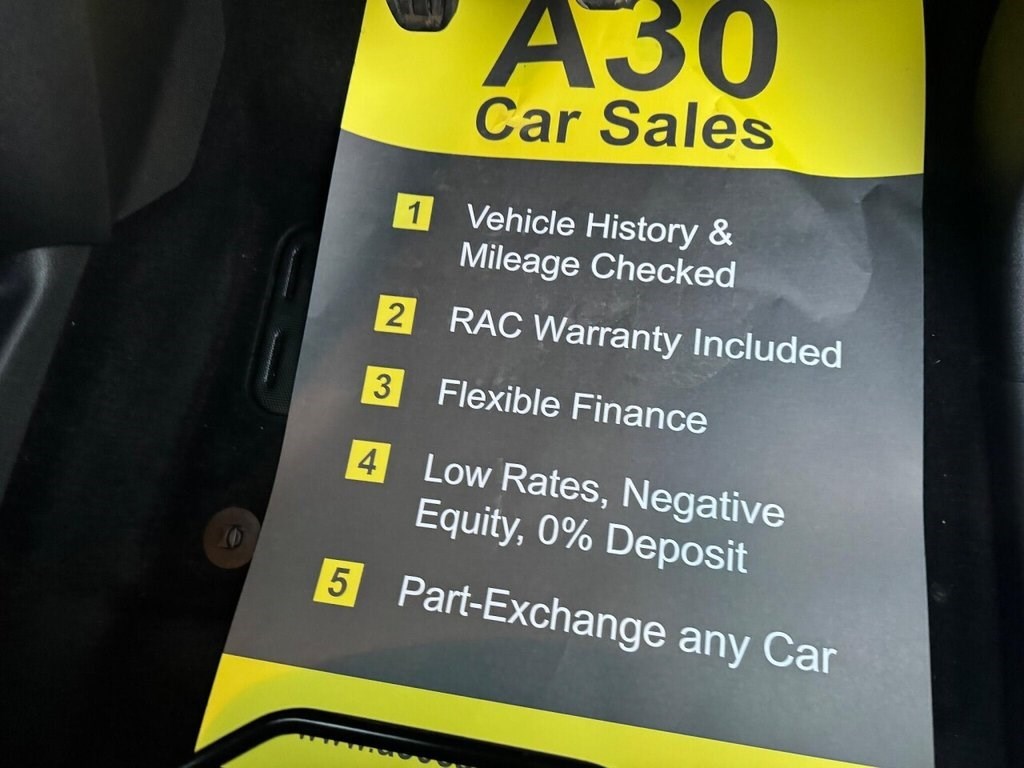 A30
Car Sales
1 Vehicle History &
Mileage Checked
2 RAC Warranty Included
3 Flexible Finance
4 Low Rates, Negative
Equity, 0% Deposit
5 Part-Exchange any Car